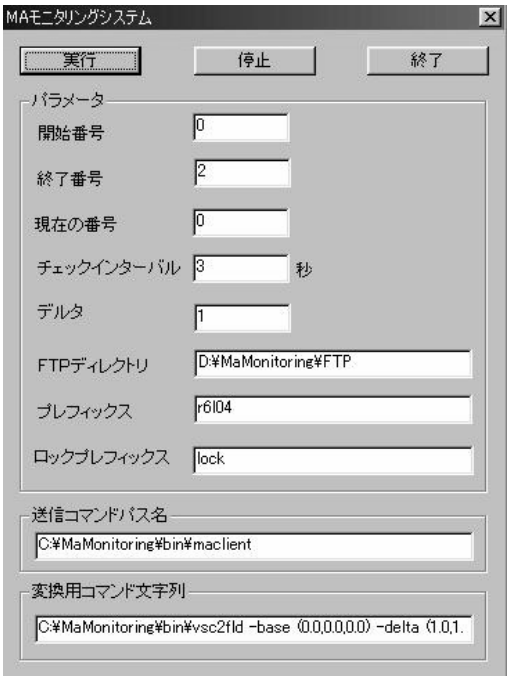 MAモニタリングシステム
実行 停止 終了
パラメータ
開始番号 0
終了番号 2
現在の番号 0
チェックインターバル 3 秒
デルタ 1
FTPディレクトリ D:¥MaMonitoring¥FTP
プレフィックス r6l04
ロックプレフィックス lock
送信コマンドパス名
C:¥MaMonitoring¥bin¥maclient
変換用コマンド文字列
C:¥MaMonitoring¥bin¥vsc2fld -base (0.0,0.0,0.0) -delta (1.0,1.